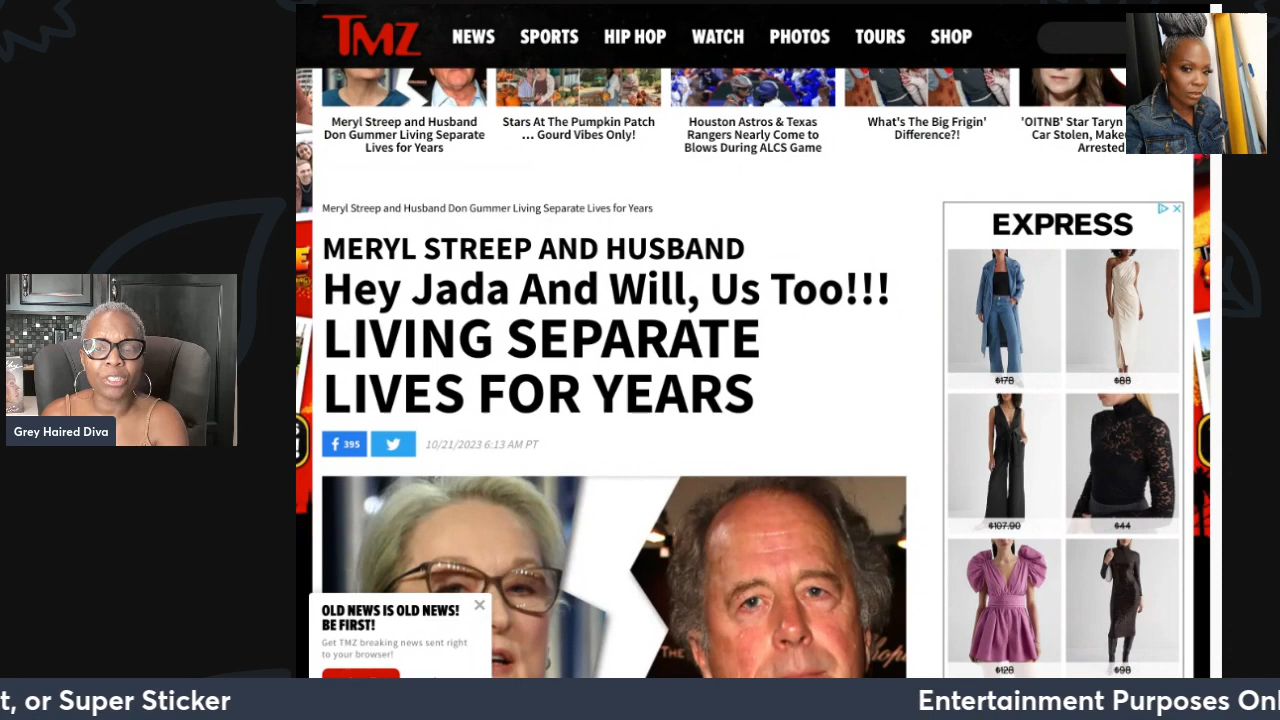 TMZ
NEWS SPORTS HIP HOP WATCH PHOTOS TOURS SHOP
Meryl Streep and Husband
Don Gummer Living Separate
Lives for Years
Stars At The Pumpkin Patch
... Gourd Vibes Only!
Houston Astros & Texas
Rangers Nearly Come to
Blows During ALCS Game
What's The Big Frigin'
Difference?!
'OITNB' Star Taryn
Car Stolen,
Arrested
Meryl Streep and Husband Don Gummer Living Separate Lives for Years
MERYL STREEP AND HUSBAND
Hey Jada And Will, Us Too!!!
LIVING SEPARATE
LIVES FOR YEARS
395
10/21/2023 6:13 AM PT
EXPRESS
$178
$88
$107.90
$44
$128
$98
OLD NEWS IS OLD NEWS!
BE FIRST!
Get TMZ breaking news sent right
to your browser!
THE
Grey Haired Diva
t, or Super Sticker
Entertainment Purposes Onl